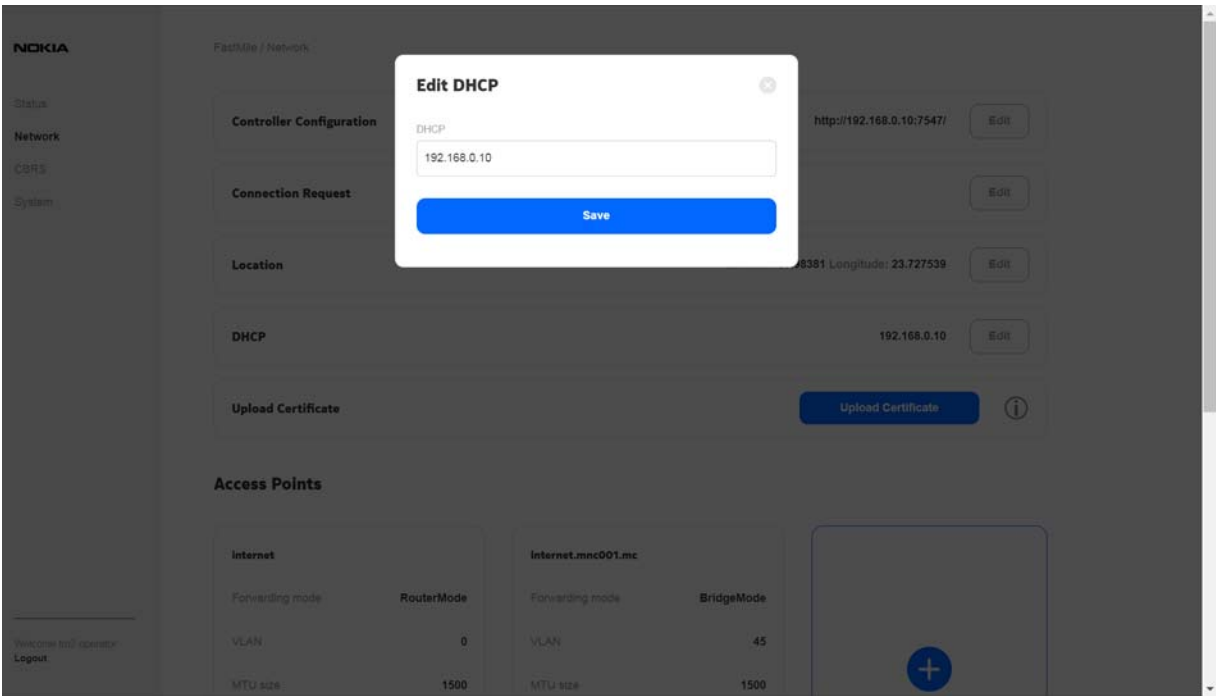 NOKIA
FastMile / Network
Status
Network
CBRS
System
Edit DHCP
DHCP
192.168.0.10
Save
Controller Configuration http://192.168.0.10:7547/ Edit
Connection Request Edit
Location 8381 Longitude: 23.727539 Edit
DHCP 192.168.0.10 Edit
Upload Certificate Upload Certificate
Access Points
internet Internet.mnc001.mc
Forwarding mode RouterMode Forwarding mode BridgeMode
VLAN 0 VLAN 45
MTU size 1500 MTU size 1500
Logout